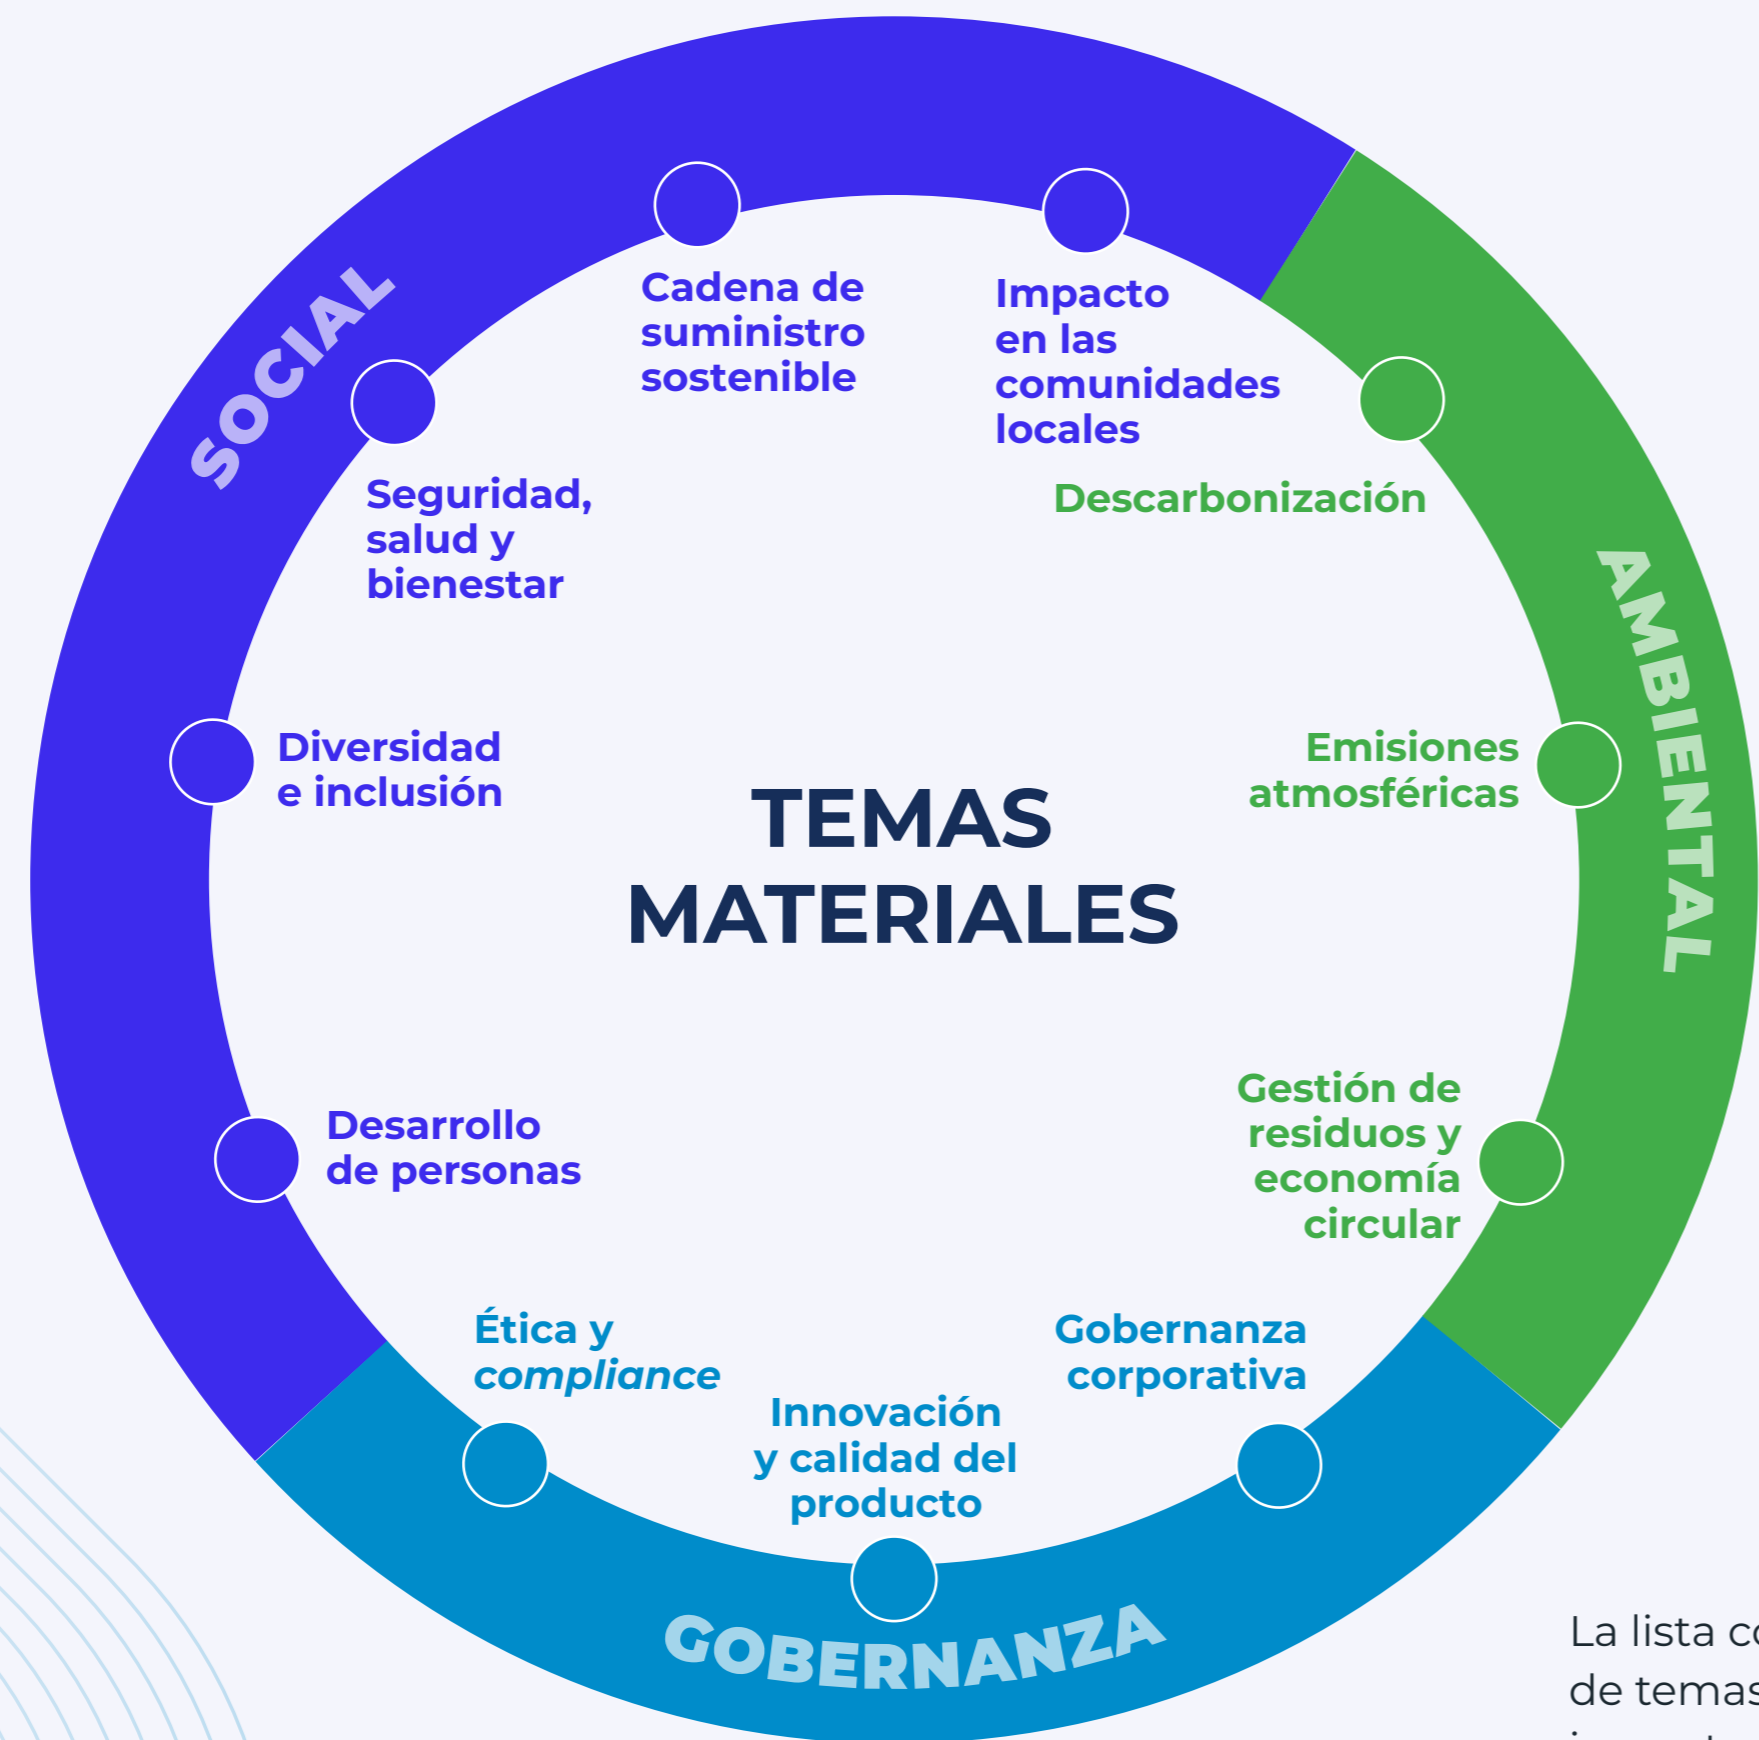 SOCIAL
Cadena de
suministro
sostenible
Impacto
en las
comunidades
locales
Seguridad,
salud y
bienestar
Descarbonización
AMBIENTAL
Diversidad
e inclusión
Emisiones
atmosféricas
TEMAS
MATERIALES
Desarrollo
de personas
Gestión de
residuos y
economía
circular
Ética y
compliance
Innovación
y calidad del
producto
Gobernanza
corporativa
GOBERNANZA
La lista
de temas